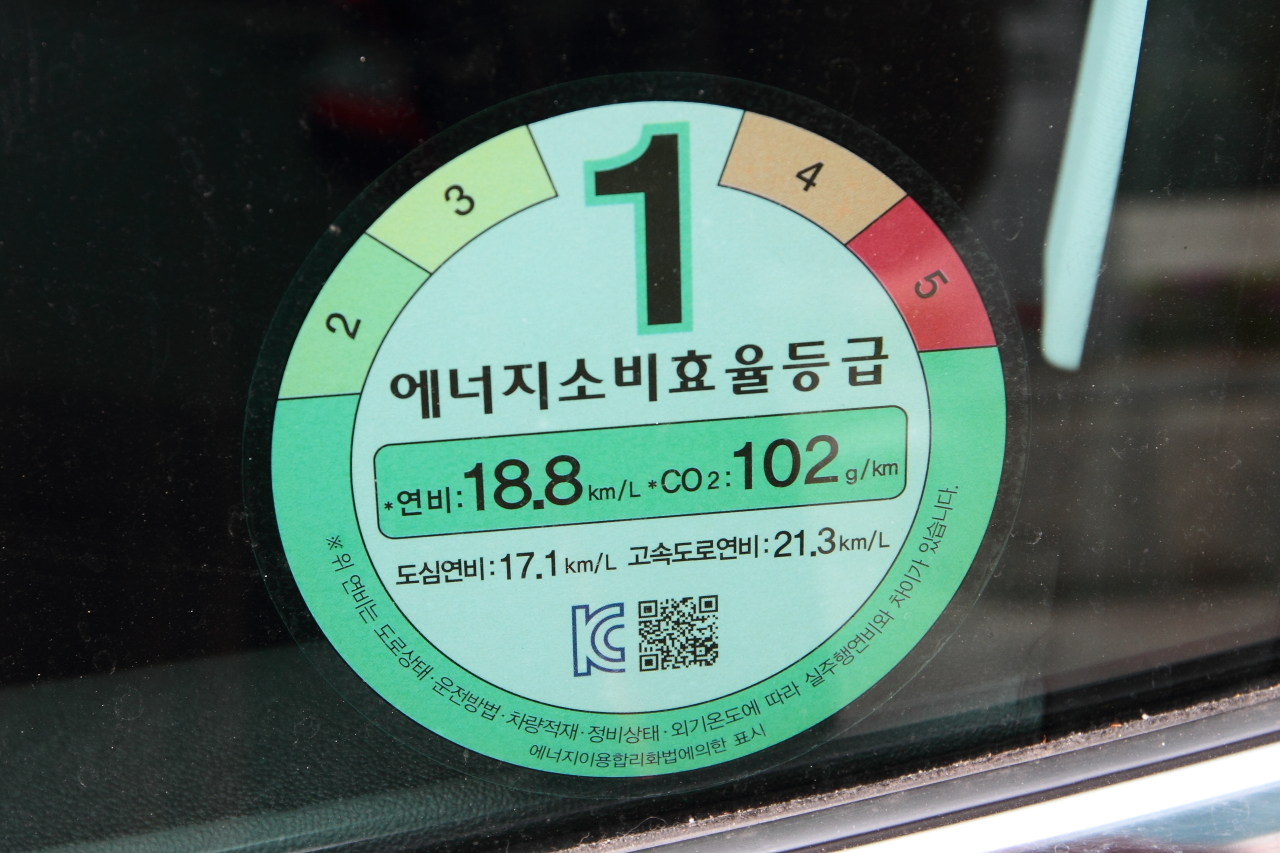 1
2
3
4
5
에너지소비효율등급
*연비:18.8km/L *CO2:102g/km
도심연비:17.1km/L 고속도로연비:21.3km/L
KC
※위 연비는 도로상태·운전방법·차량적재·정비상태·외기온도에 따라 실주행연비와 차이가 있습니다.
에너지이용합리화법에의한 표시